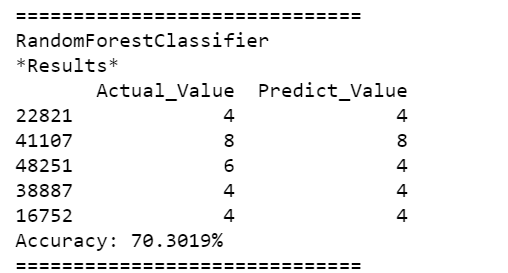 ==============================
RandomForestClassifier
*Results*
       Actual_Value  Predict_Value
22821             4              4
41107             8              8
48251             6              4
38887             4              4
16752             4              4
Accuracy: 70.3019%
==============================